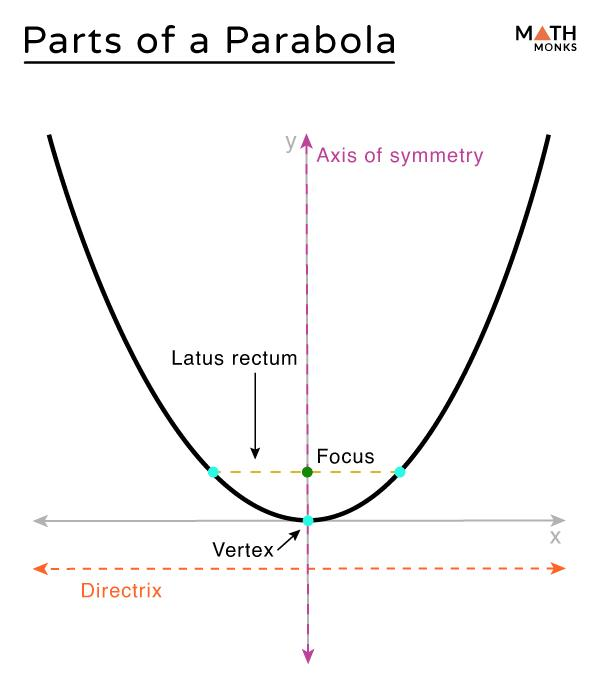 Parts of a Parabola
MATH
MONKS
y
Axis of symmetry
Latus rectum
Focus
x
Vertex
Directrix